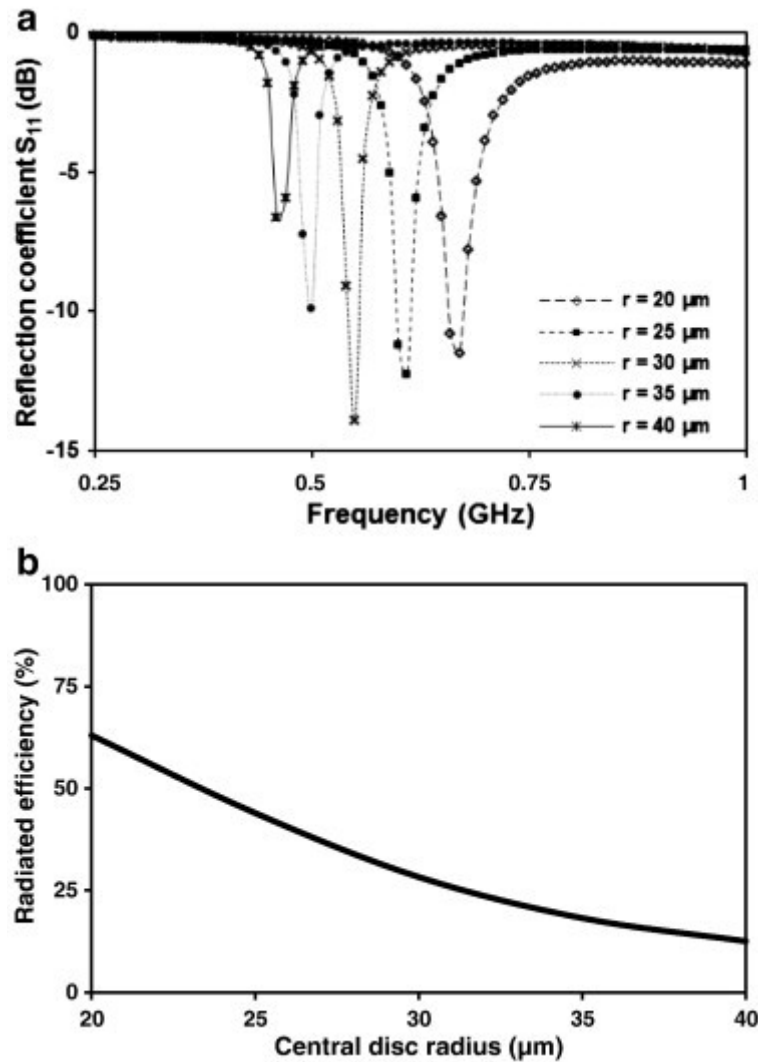 a
Reflection coefficient S₁₁ (dB)
0
-5
-10
-15
r = 20 µm
r = 25 µm
r = 30 µm
r = 35 µm
r = 40 µm
0.25
0.5
0.75
1
Frequency (GHz)
b
Radiated efficiency (%)
100
75
50
25
0
20
25
30
35
40
Central disc radius (µm)